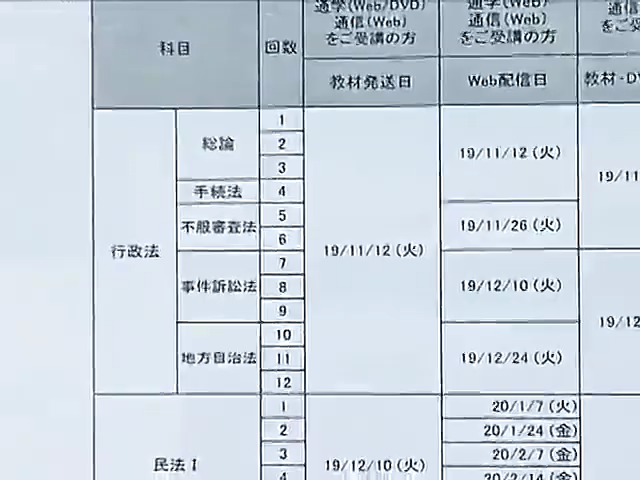 科目
回数
通学(Web/DVD)
通信(Web)
をご受講の方
通学(Web)
通信(Web)
をご受講の方
通信
をご受
教材発送日
Web配信日
教材・DV
行政法
総論
1
2
3
手続法
4
不服審査法
5
6
事件訴訟法
7
8
9
地方自治法
10
11
12
19/11/12(火)
19/11/12(火)
19/11/26(火)
19/12/10(火)
19/12/24(火)
19/11
19/12
民法Ⅰ
1
2
3
4
19/12/10(火)
20/1/7(火)
20/1/24(金)
20/2/7(金)
20/2/14(金)